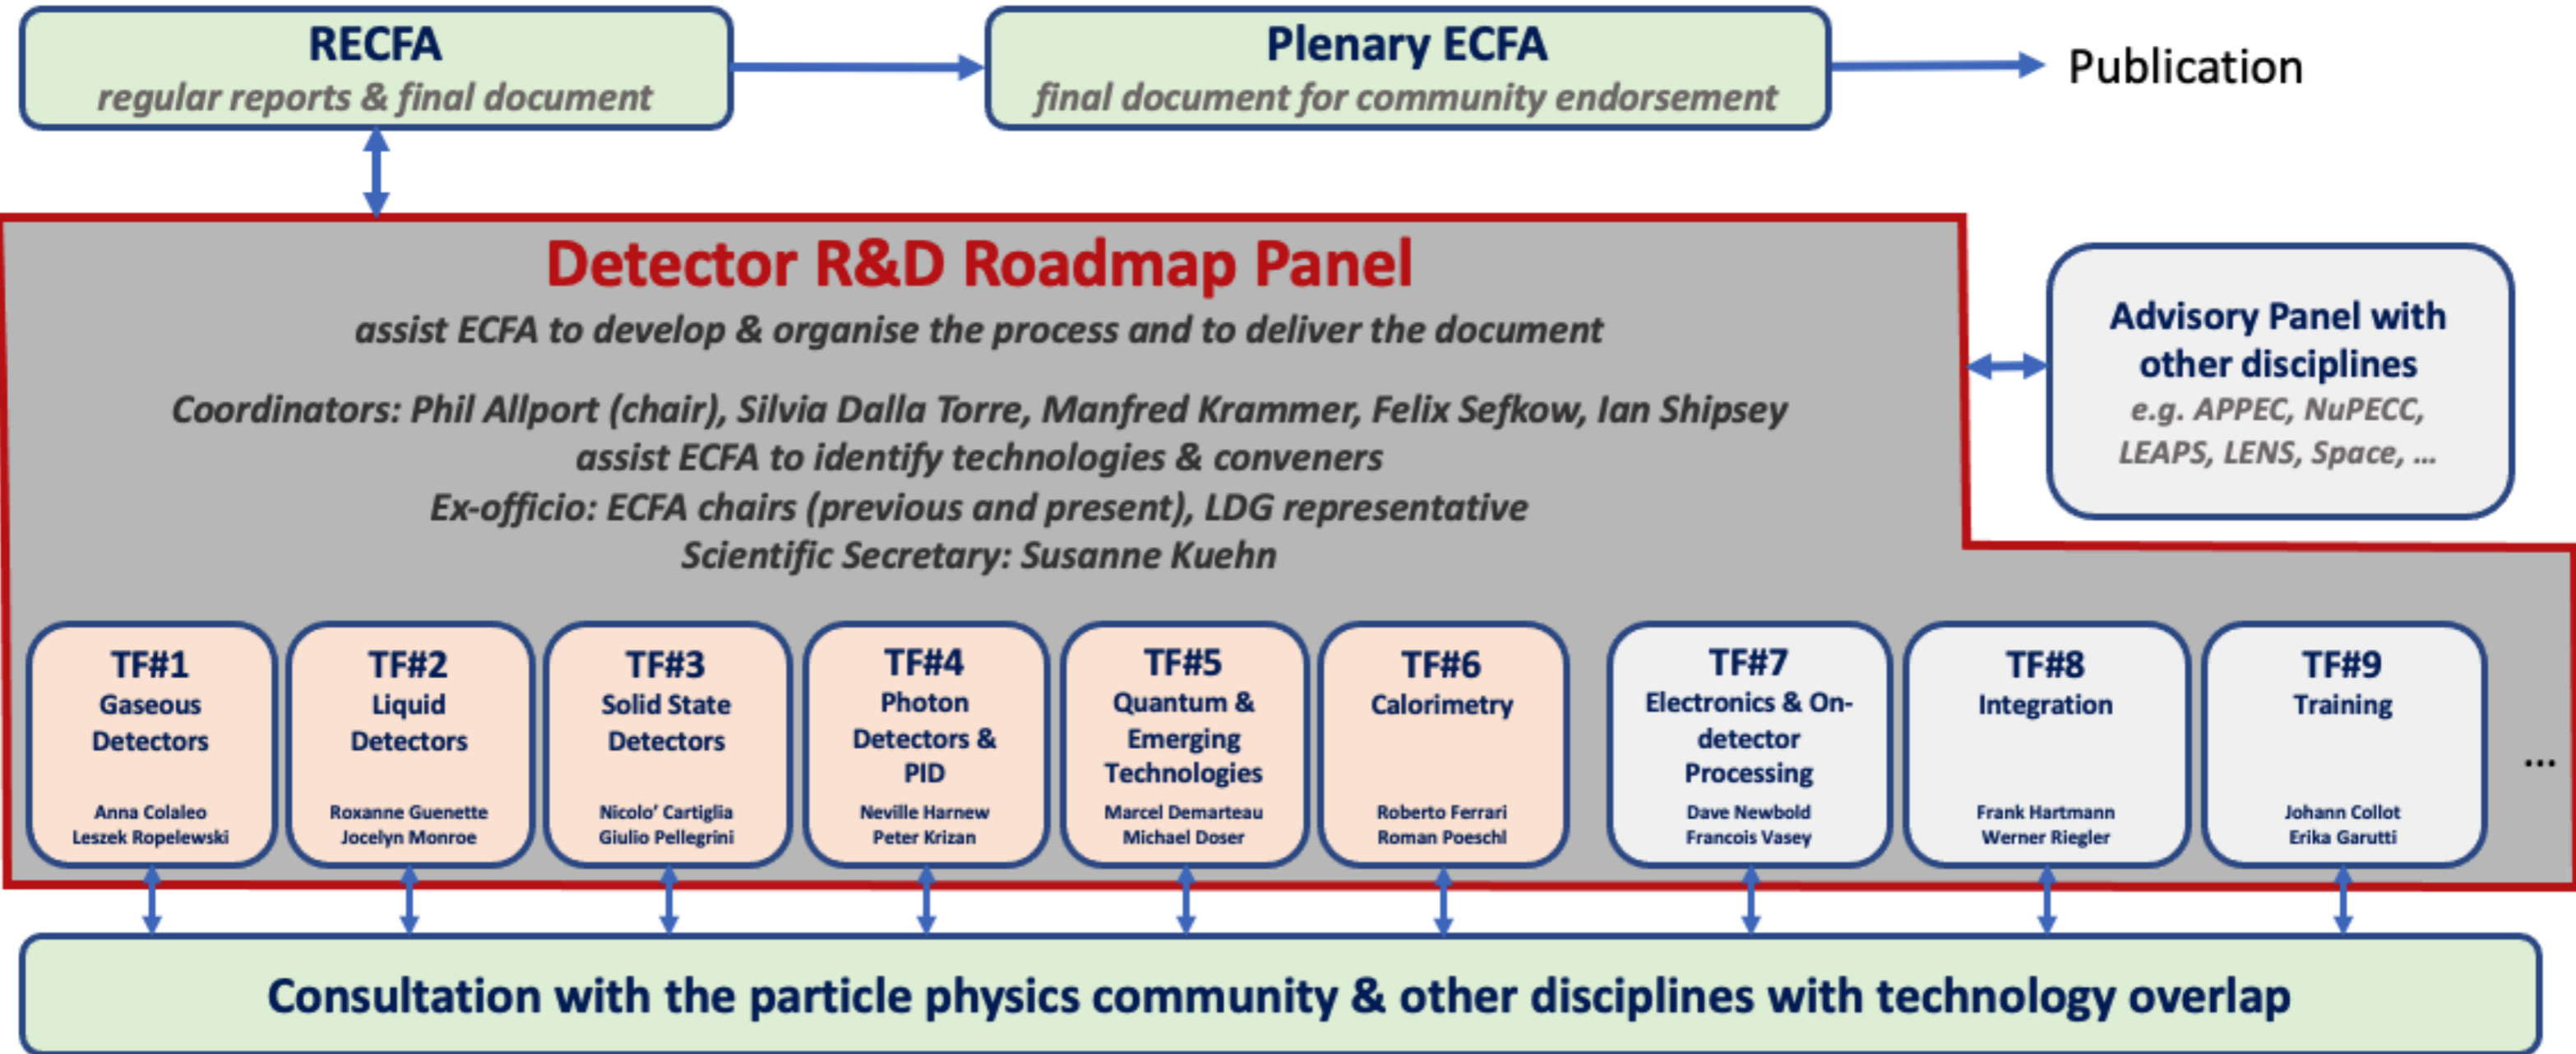 RECFA
regular reports & final document
Plenary ECFA
final document for community endorsement
Publication
Detector R&D Roadmap Panel
assist ECFA to develop & organise the process and to deliver the document
Coordinators: Phil Allport (chair), Silvia Dalla Torre, Manfred Krammer, Felix Sefkow, Ian Shipsey
assist ECFA to identify technologies & conveners
Ex-officio: ECFA chairs (previous and present), LDG representative
Scientific Secretary: Susanne Kuehn
Advisory Panel with
other disciplines
e.g. APPEC, NuPECC,
LEAPS, LENS, Space, ...
TF#1
Gaseous
Detectors
Anna Colaleo
Leszek Ropelewski
TF#2
Liquid
Detectors
Roxanne Guenette
Jocelyn Monroe
TF#3
Solid State
Detectors
Nicolo' Cartiglia
Giulio Pellegrini
TF#4
Photon
Detectors &
PID
Neville Harnew
Peter Krizan
TF#5
Quantum &
Emerging
Technologies
Marcel Demarteau
Michael Doser
TF#6
Calorimetry
Roberto Ferrari
Roman Poeschl
TF#7
Electronics & On-
detector
Processing
Dave Newbold
Francois Vasey
TF#8
Integration
Frank Hartmann
Werner Riegler
TF#9
Training
Johann Collot
Erika Garutti
...
Consultation with the particle physics community & other disciplines with technology overlap